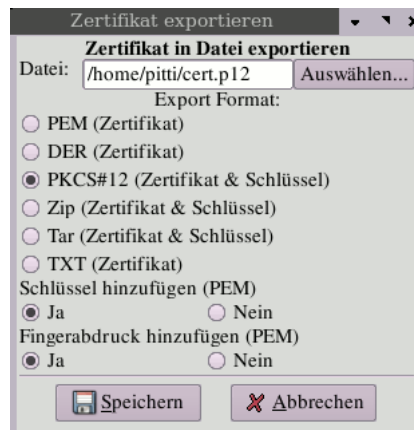 Zertifikat exportieren
Zertifikat in Datei exportieren
Datei: /home/pitti/cert.p12 Auswählen...
Export Format:
PEM (Zertifikat)
DER (Zertifikat)
PKCS#12 (Zertifikat & Schlüssel)
Zip (Zertifikat & Schlüssel)
Tar (Zertifikat & Schlüssel)
TXT (Zertifikat)
Schlüssel hinzufügen (PEM)
Ja Nein
Fingerabdruck hinzufügen (PEM)
Ja Nein
Speichern Abbrechen